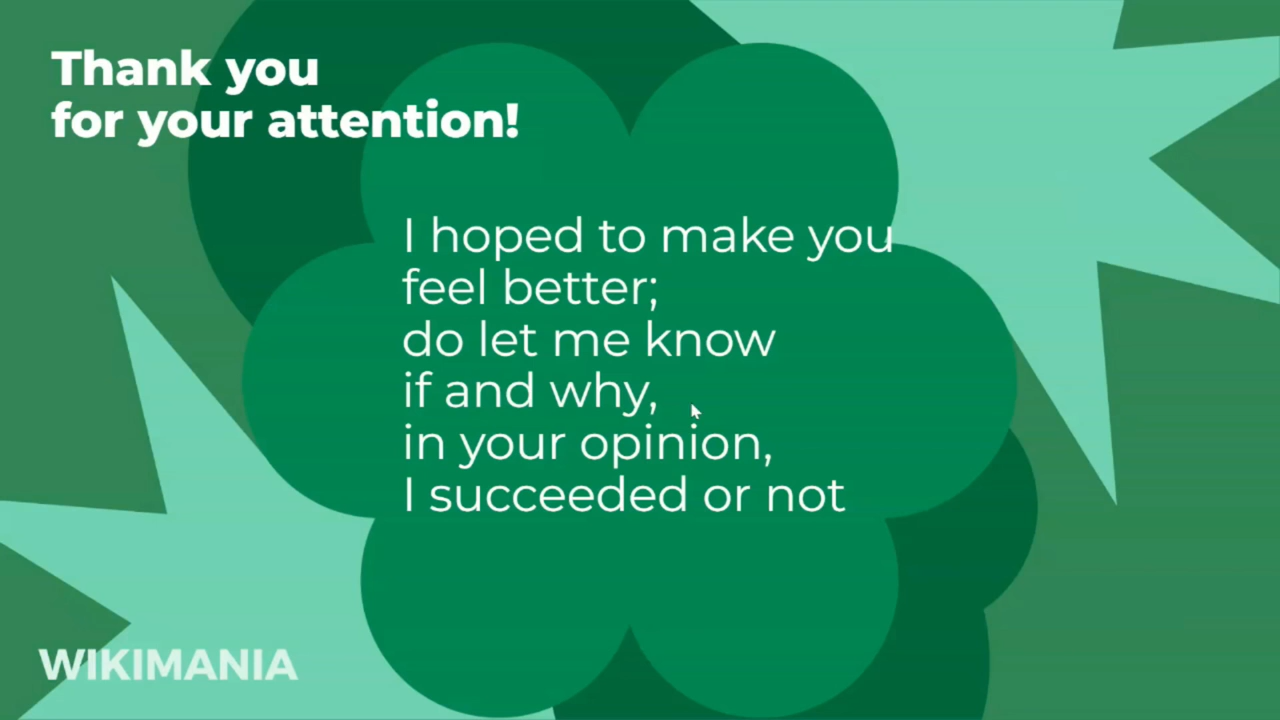 Thank you
for your attention!
I hoped to make you
feel better;
do let me know
if and why,
in your opinion,
I succeeded or not
WIKIMANIA